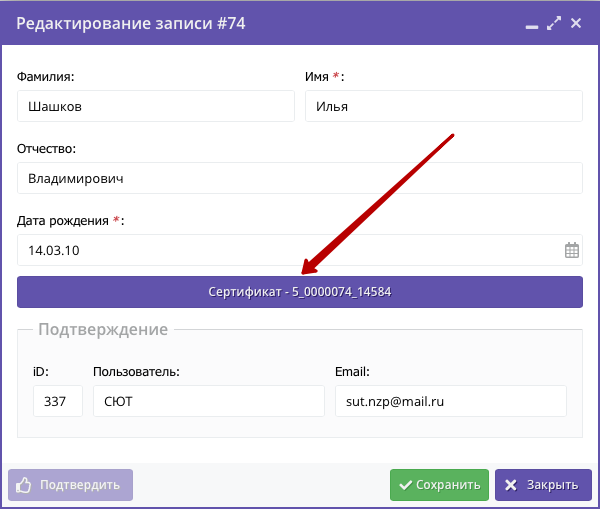 Редактирование записи #74
Фамилия: Имя *:
Шашков Илья
Отчество:
Владимирович
Дата рождения *:
14.03.10
Сертификат - 5_0000074_14584
Подтверждение
iD: Пользователь: Email:
337 СЮТ sut.nzp@mail.ru
Подтвердить Сохранить Закрыть